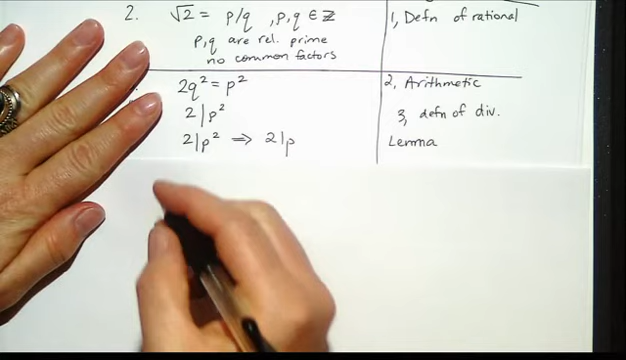 2. √2 = p/q , p,q ∈ ℤ 1, Defn of rational
p,q are rel. prime
no common factors
2q² = p² 2, Arithmetic
2|p² 3, defn of div.
2|p² ⇒ 2|p Lemma